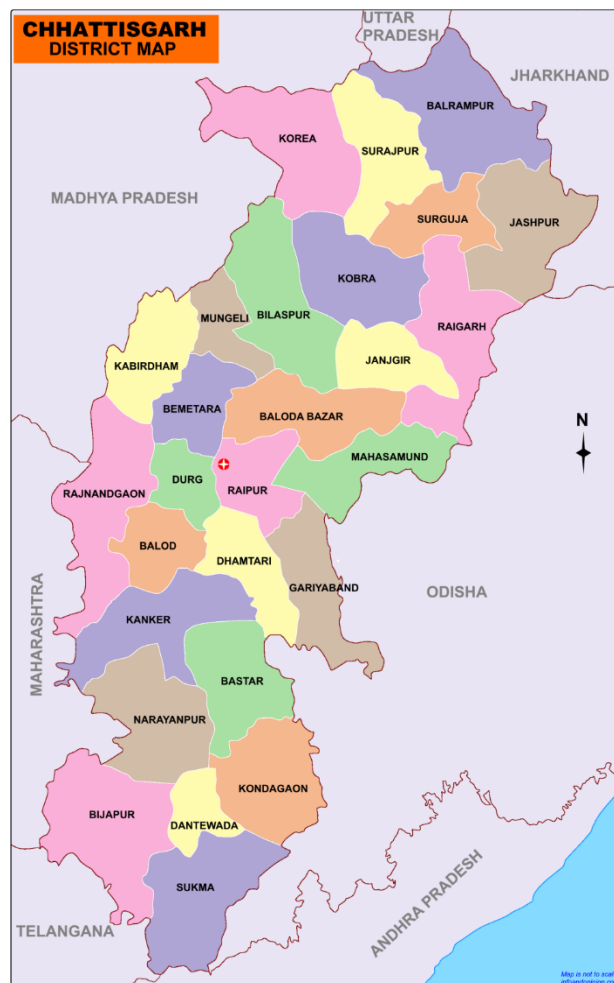 CHHATTISGARH
DISTRICT MAP
UTTAR
PRADESH
JHARKHAND
BALRAMPUR
KOREA
SURAJPUR
MADHYA PRADESH
SURGUJA
JASHPUR
KOBRA
MUNGELI
BILASPUR
RAIGARH
KABIRDHAM
JANJGIR
BEMETARA
BALODA BAZAR
N
MAHASAMUND
DURG
RAIPUR
RAJNANDGAON
BALOD
DHAMTARI
GARIYABAND
ODISHA
MAHARASHTRA
KANKER
BASTAR
NARAYANPUR
KONDAGAON
BIJAPUR
DANTEWADA
SUKMA
ANDHRA PRADESH
TELANGANA
Map is not to scal